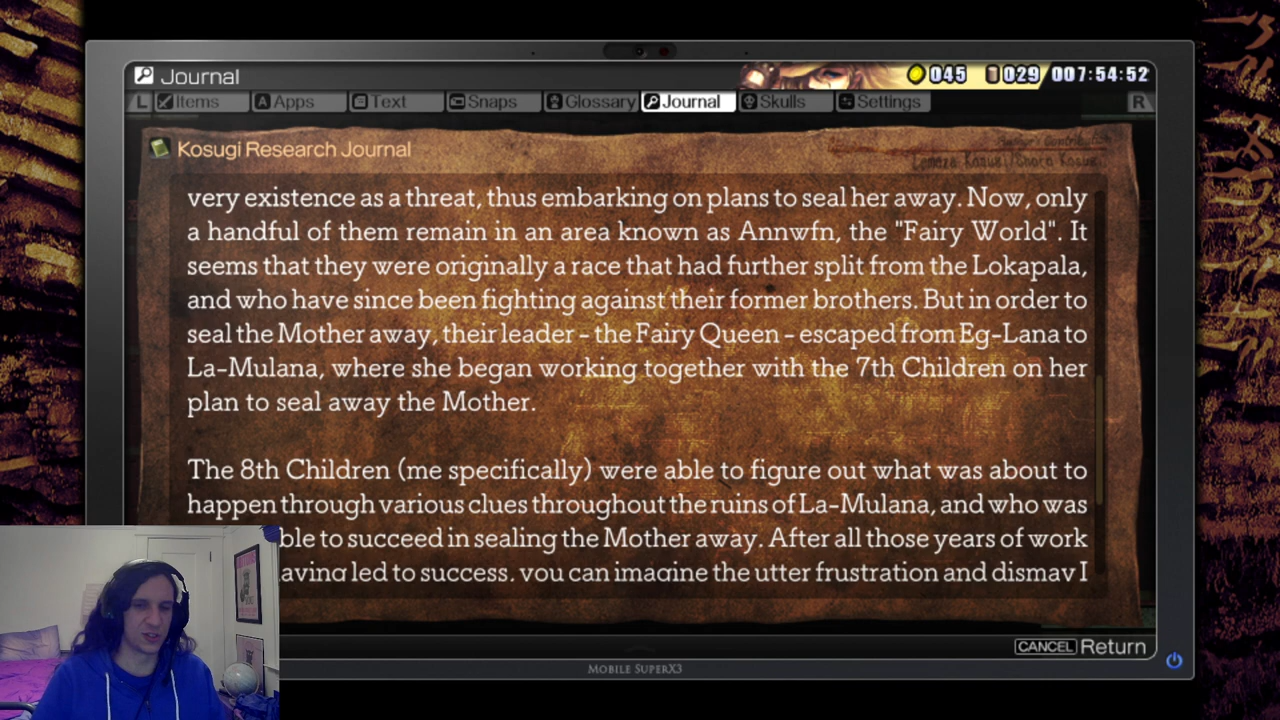 Journal
045 029 007:54:52
L Items Apps Text Snaps Glossary Journal Skulls Settings R
Kosugi Research Journal
Lemeza Kosugi/Shorn Kosugi
very existence as a threat, thus embarking on plans to seal her away. Now, only
a handful of them remain in an area known as Annwfn, the "Fairy World". It
seems that they were originally a race that had further split from the Lokapala,
and who have since been fighting against their former brothers. But in order to
seal the Mother away, their leader - the Fairy Queen - escaped from Eg-Lana to
La-Mulana, where she began working together with the 7th Children on her
plan to seal away the Mother.
The 8th Children (me specifically) were able to figure out what was about to
happen through various clues throughout the ruins of La-Mulana, and who was
ble to succeed in sealing the Mother away. After all those years of work
aving led to success, you can imagine the utter frustration and dismay I
CANCEL Return
MOBILE SUPERX3